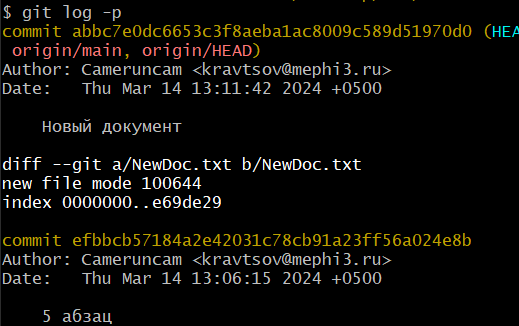 $ git log -p
commit abbc7e0dc6653c3f8aeba1ac8009c589d51970d0 (HEA
origin/main, origin/HEAD)
Author: Cameruncam <kravtsov@mephi3.ru>
Date:   Thu Mar 14 13:11:42 2024 +0500
Новый документ
diff --git a/NewDoc.txt b/NewDoc.txt
new file mode 100644
index 0000000..e69de29
commit efbbcb57184a2e42031c78cb91a23ff56a024e8b
Author: Cameruncam <kravtsov@mephi3.ru>
Date:   Thu Mar 14 13:06:15 2024 +0500
5 абзац